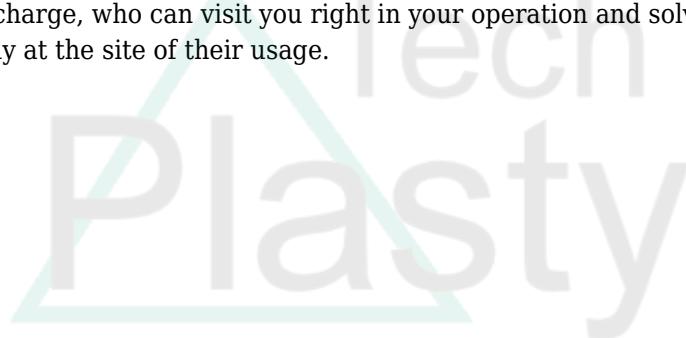 charge, who can visit you right in your operation and solv
y at the site of their usage.
Tech
Plasty